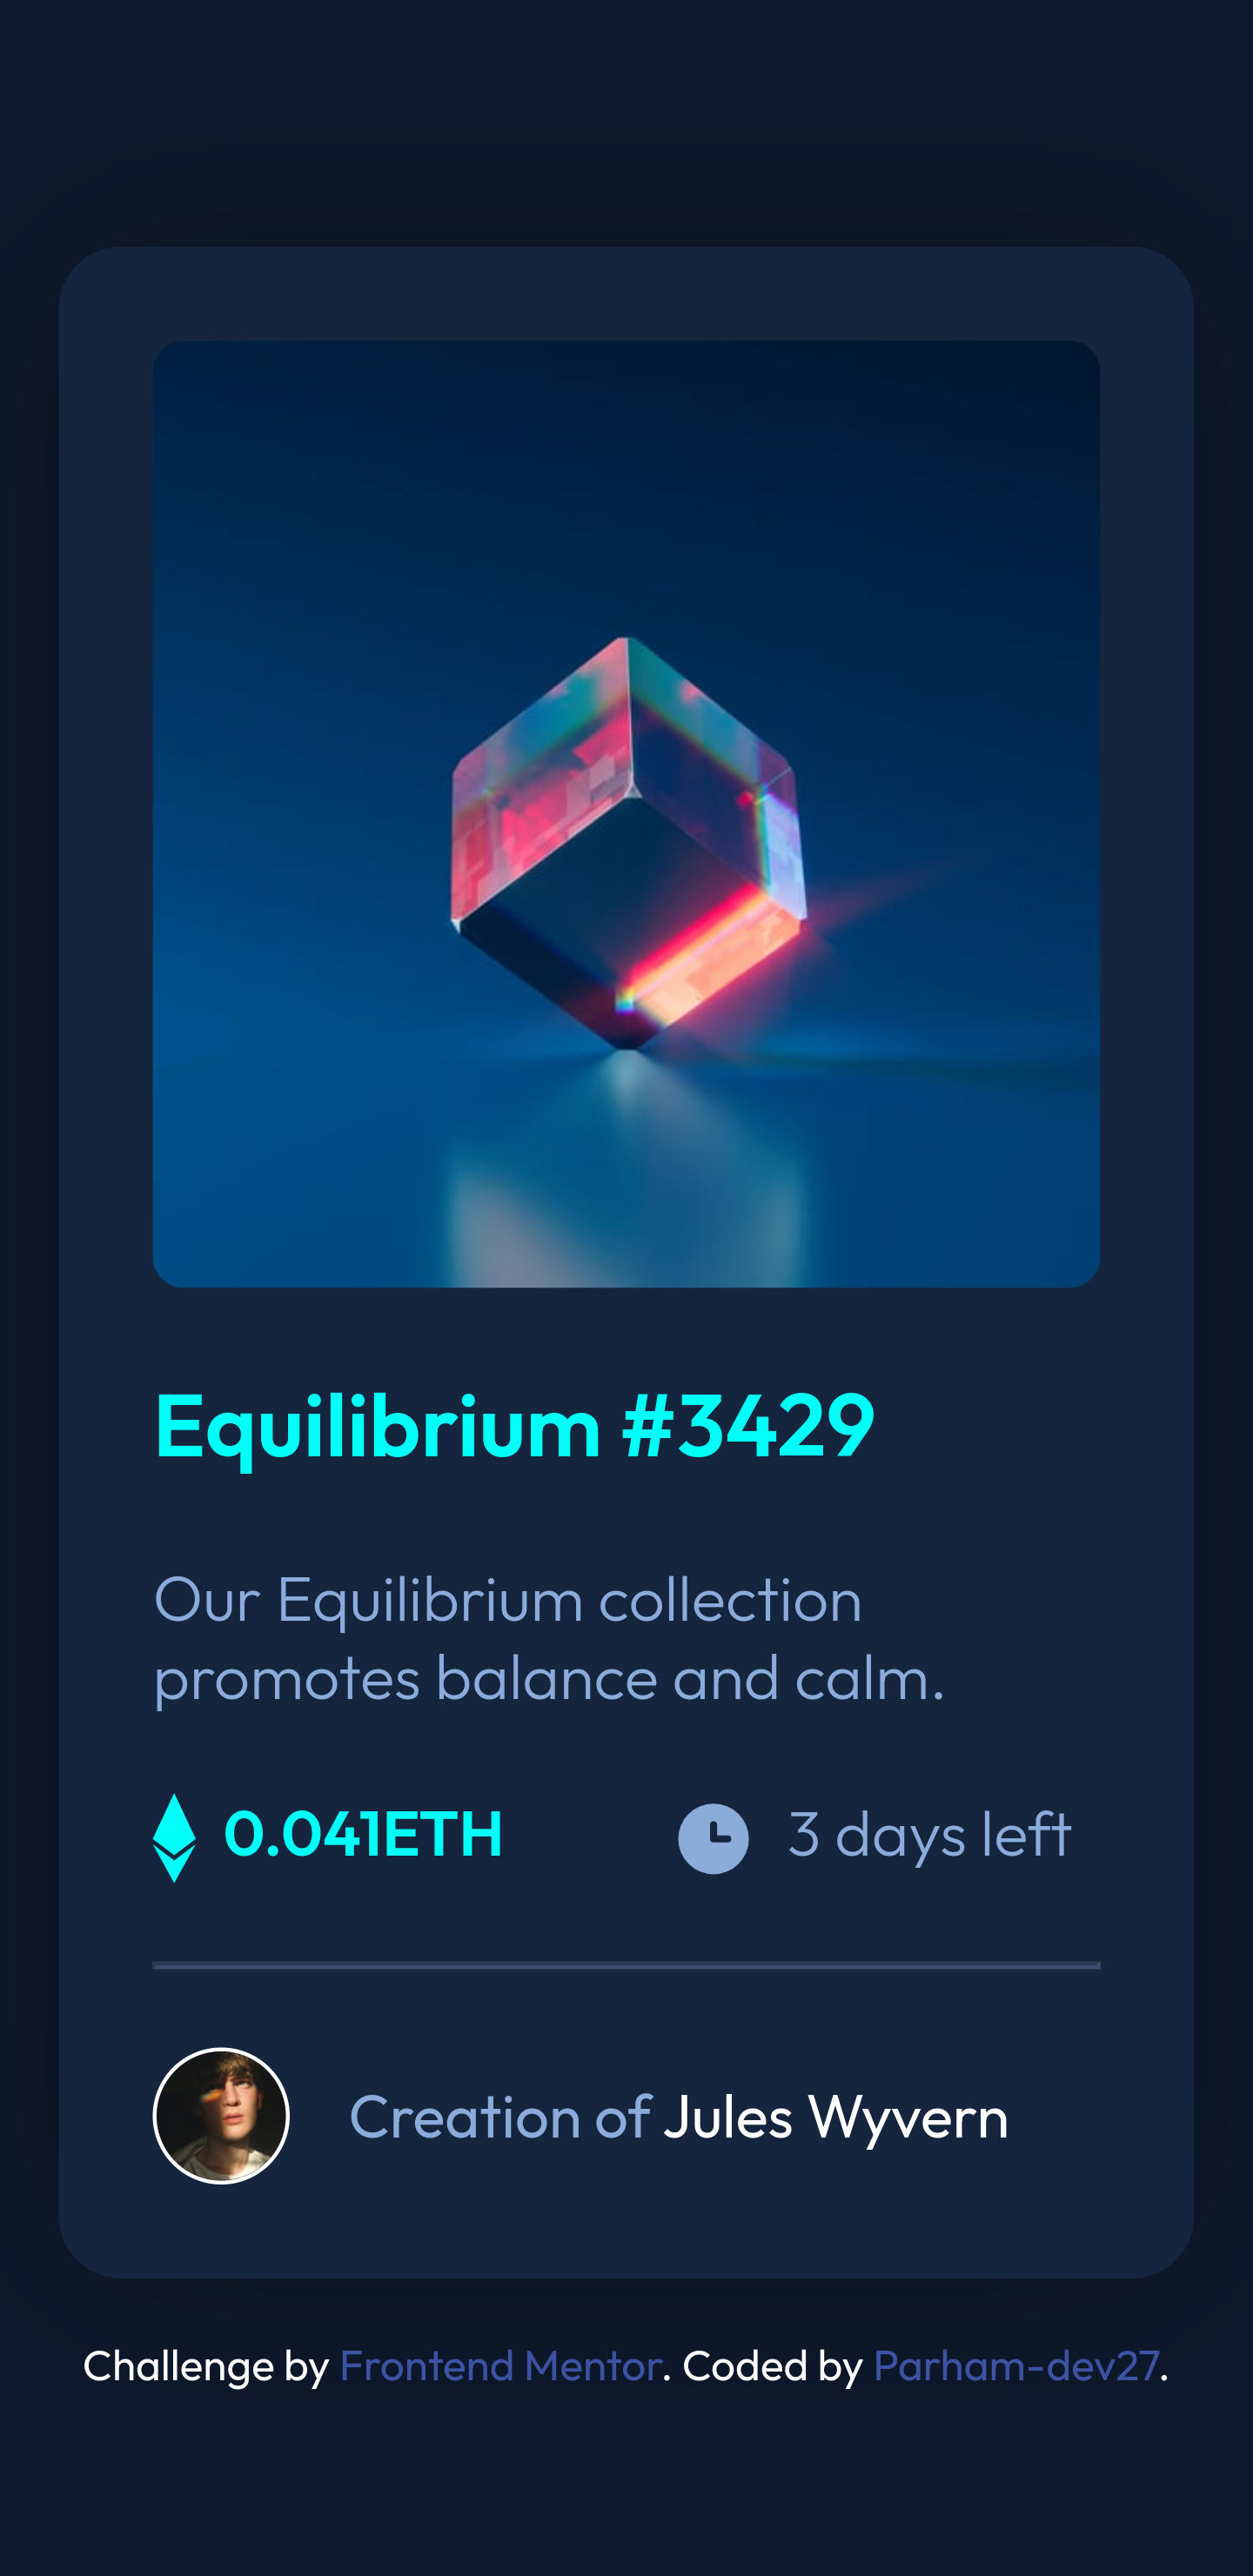 Equilibrium #3429
Our Equilibrium collection
promotes balance and calm.
0.041ETH
3 days left
Creation of Jules Wyvern
Challenge by Frontend Mentor. Coded by Parham-dev27.